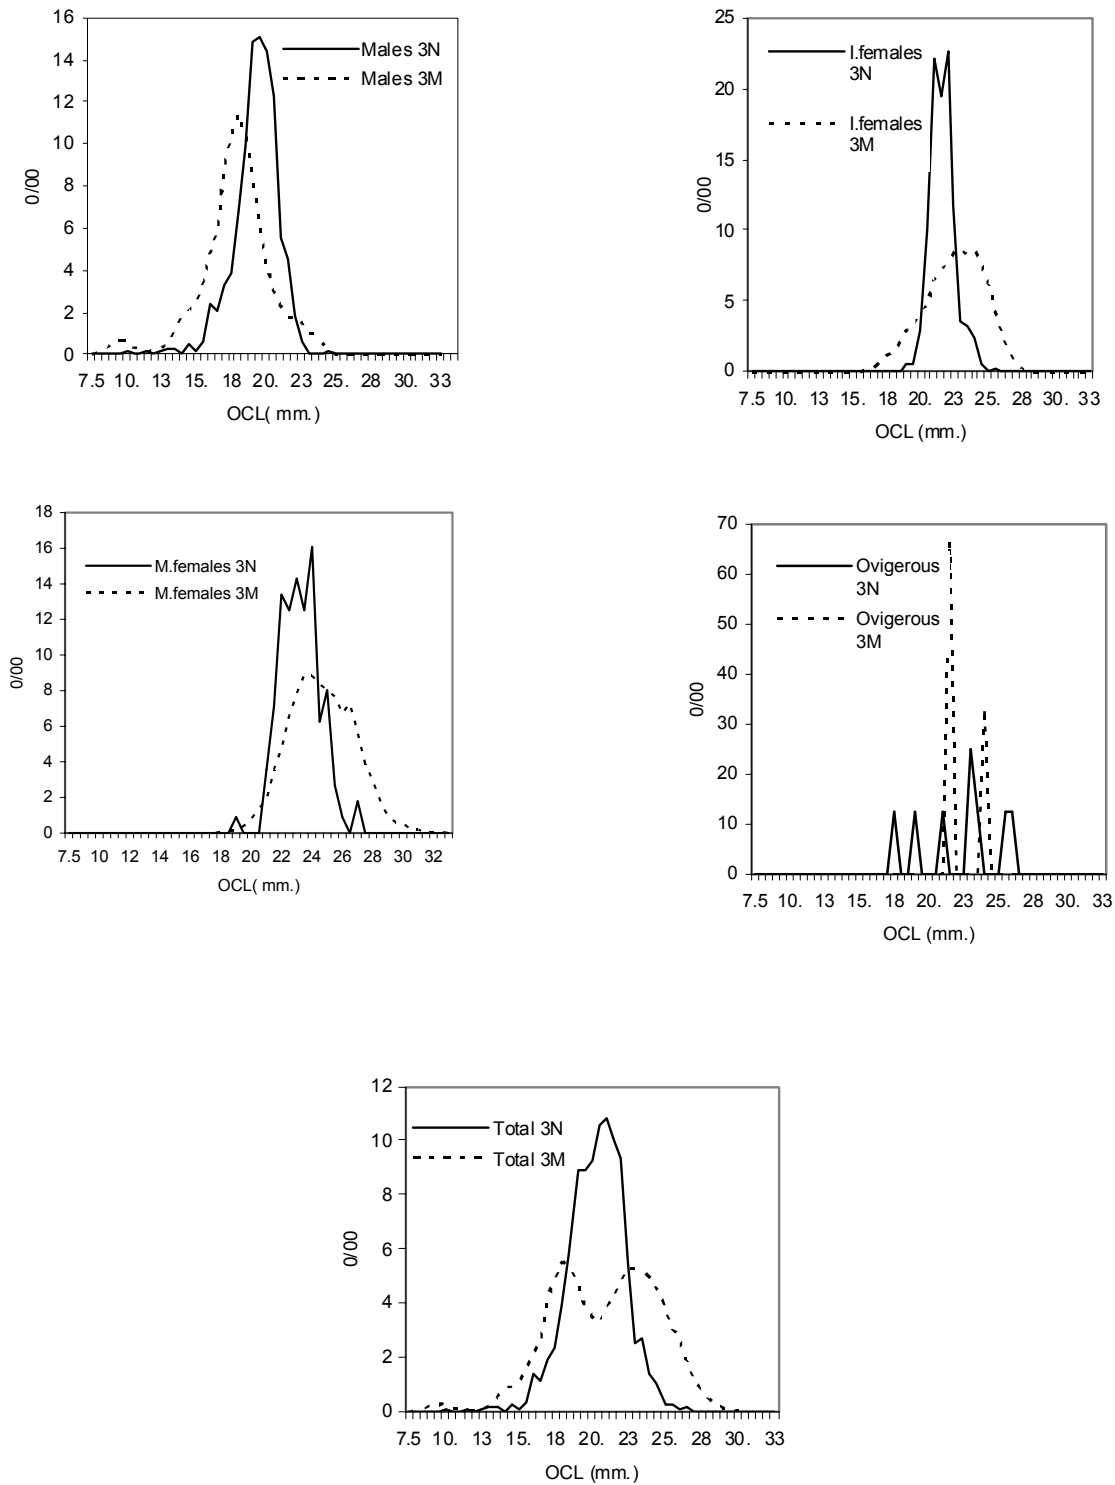 16
14
12
10
8
6
4
2
0
0/00
Males 3N
Males 3M
7.5 10. 13 15. 18 20. 23 25. 28 30. 33
OCL( mm.)
25
20
15
10
5
0
0/00
I.females
3N
I.females
3M
7.5 10. 13 15. 18 20. 23 25. 28 30. 33
OCL (mm.)
18
16
14
12
10
8
6
4
2
0
0/00
M.females 3N
M.females 3M
7.5 10 12 14 16 18 20 22 24 26 28 30 32
OCL( mm.)
70
60
50
40
30
20
10
0
0/00
Ovigerous
3N
Ovigerous
3M
7.5 10. 13 15. 18 20. 23 25. 28 30. 33
OCL (mm.)
12
10
8
6
4
2
0
0/00
Total 3N
Total 3M
7.5 10. 13 15. 18 20. 23 25. 28 30. 33
OCL (mm.)